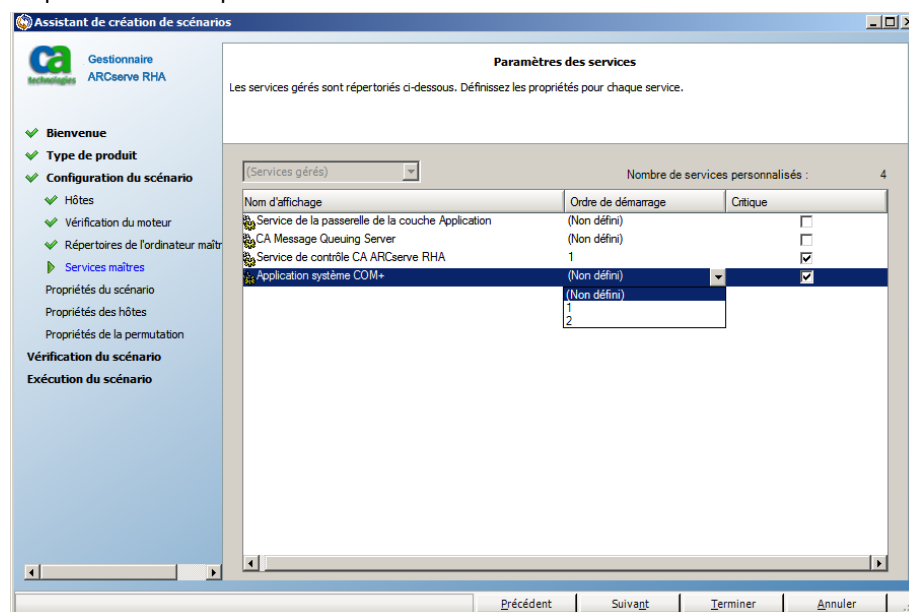 Assistant de création de scénarios
ca
technologies
Gestionnaire
ARCserve RHA
Paramètres des services
Les services gérés sont répertoriés ci-dessous. Définissez les propriétés pour chaque service.
Bienvenue
Type de produit
Configuration du scénario
Hôtes
Vérification du moteur
Répertoires de l'ordinateur maîtr
Services maîtres
Propriétés du scénario
Propriétés des hôtes
Propriétés de la permutation
Vérification du scénario
Exécution du scénario
(Services gérés)
Nombre de services personnalisés : 4
Nom d'affichage Ordre de démarrage Critique
Service de la passerelle de la couche Application (Non défini)
CA Message Queuing Server (Non défini)
Service de contrôle CA ARCserve RHA 1
Application système COM+ (Non défini)
(Non défini)
1
2
Précédent Suivant Terminer Annuler